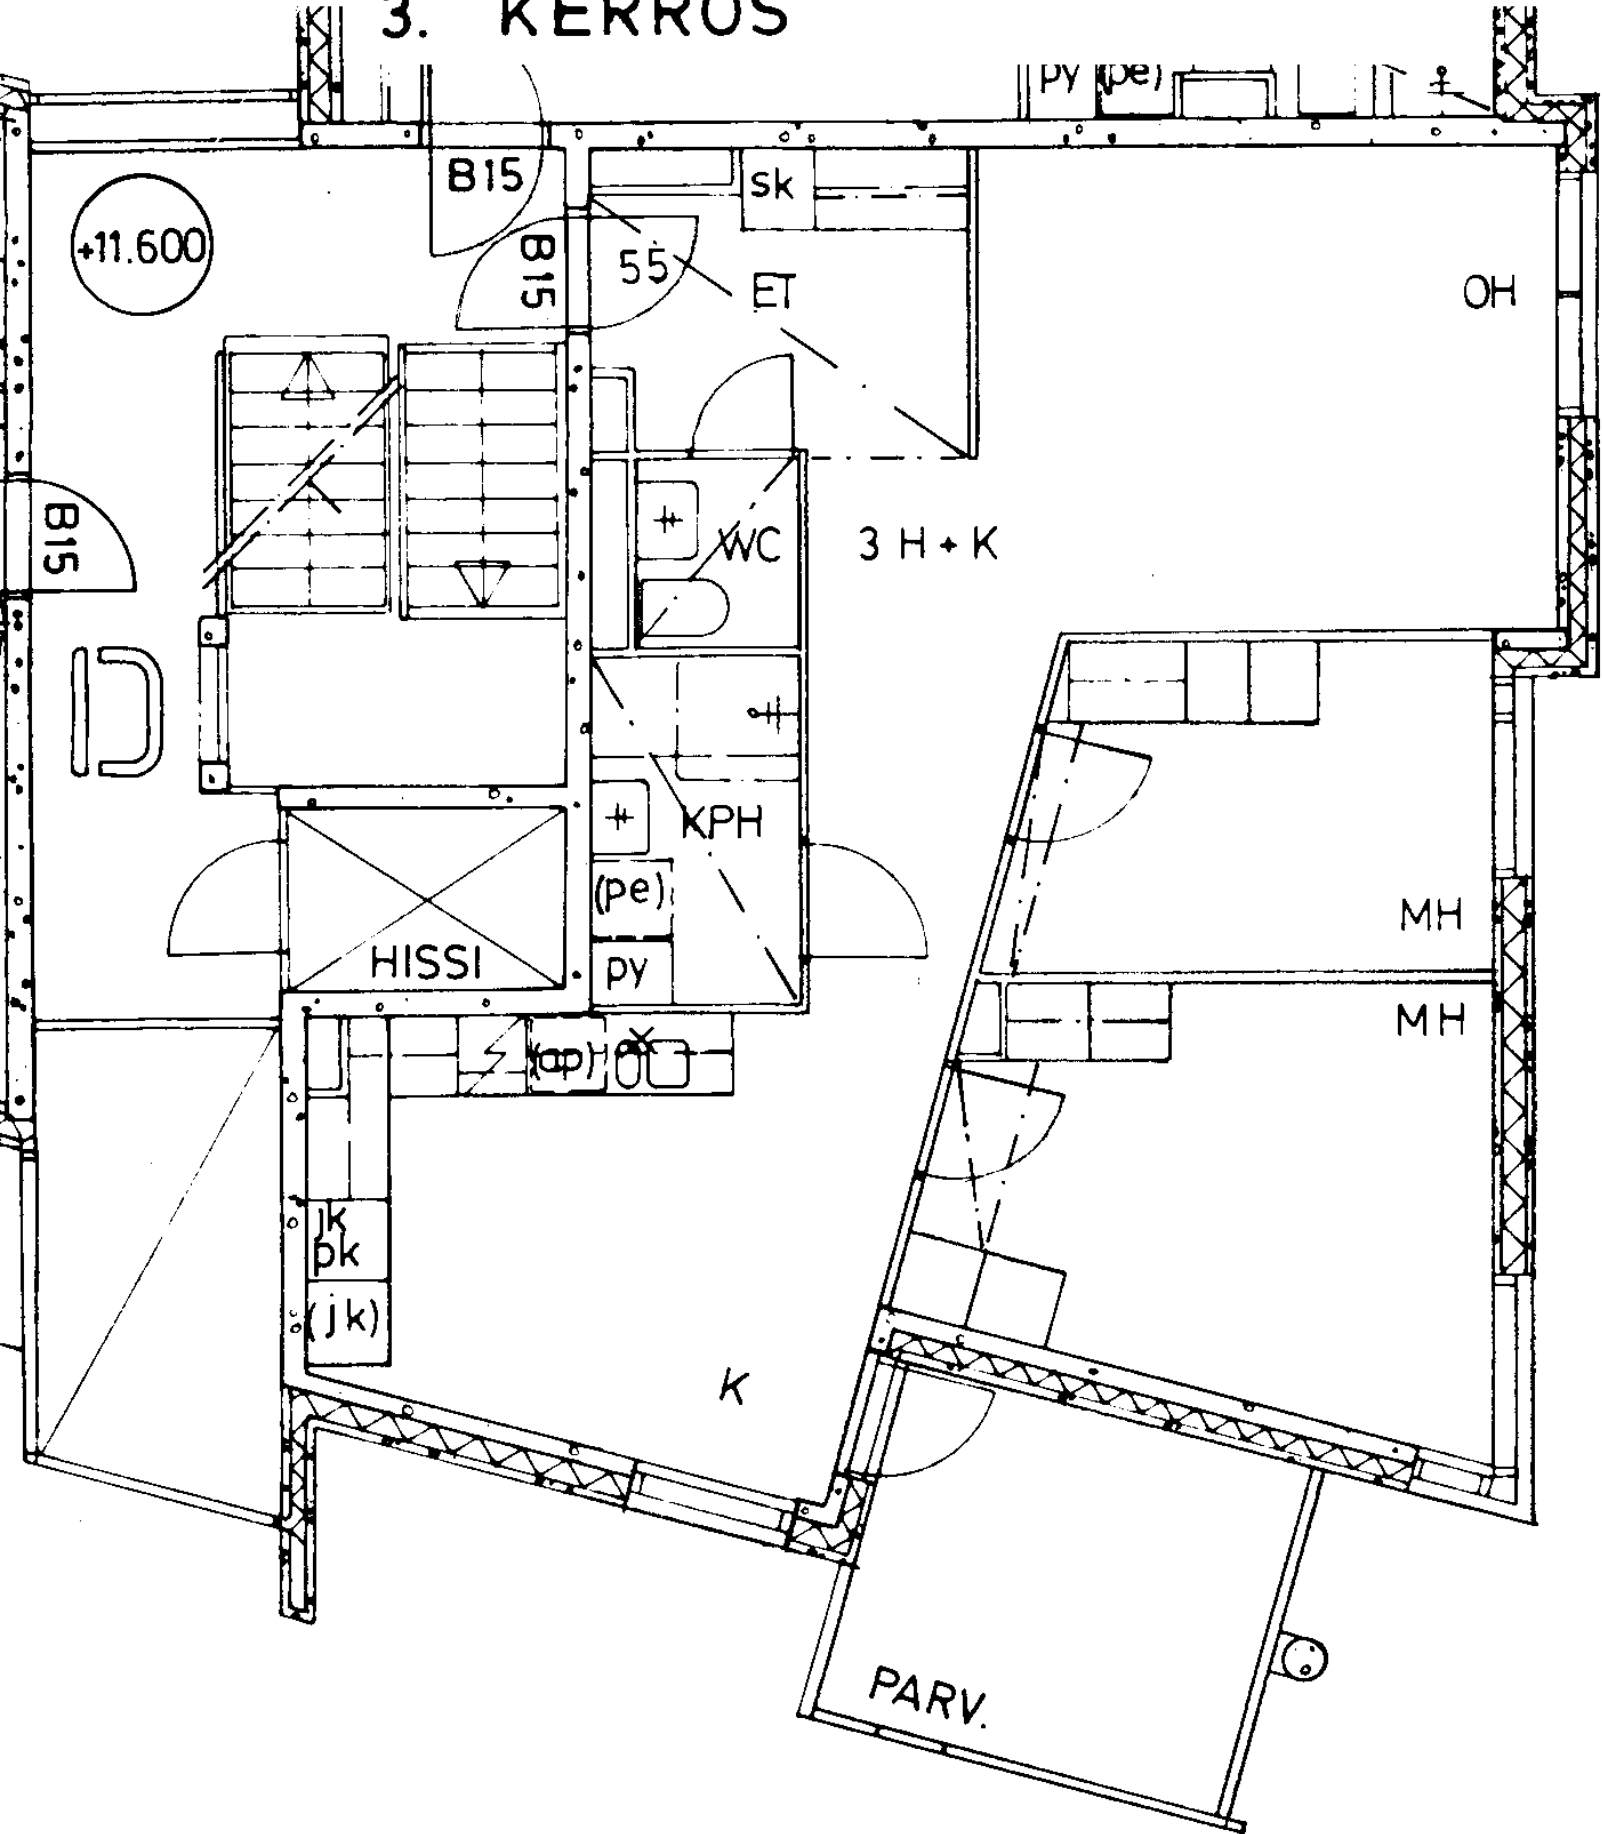 3. KERROS
py (pe)
B15
sk
+11.600
B15
55
ET
OH
B15
WC
3 H + K
KPH
(pe)
MH
HISSI
py
MH
(ap)
jk
pk
(jk)
K
PARV.